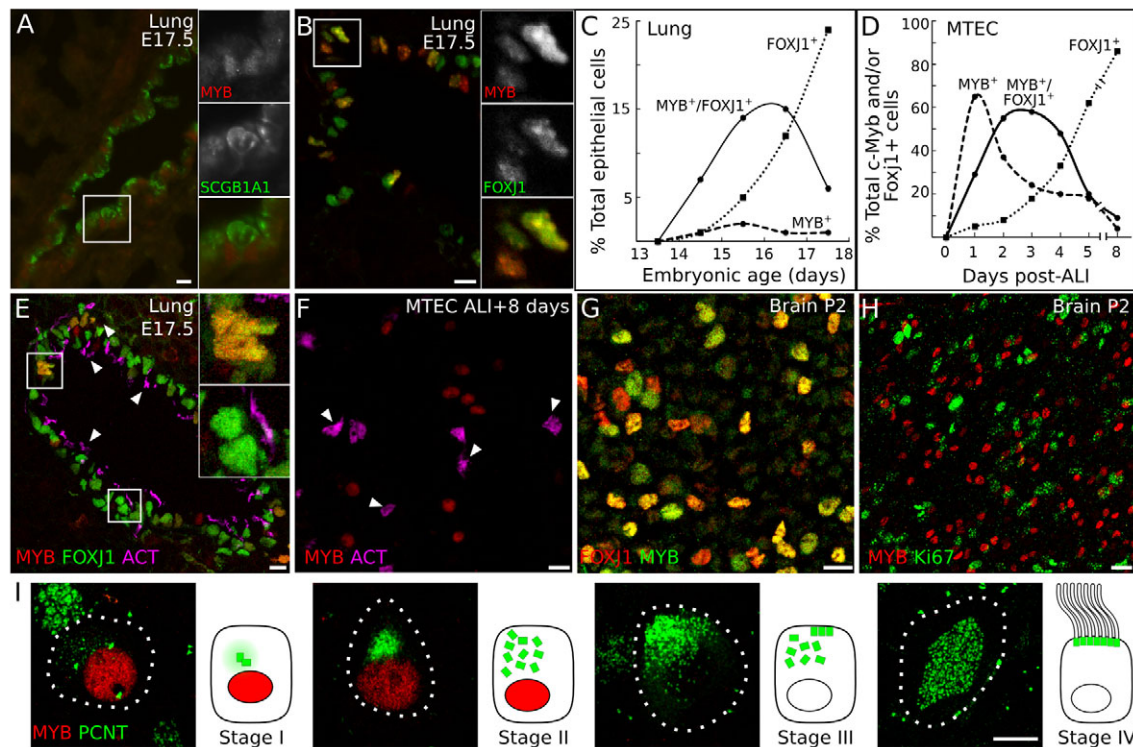 A
Lung
E17.5
MYB
SCGB1A1
B
Lung
E17.5
MYB
FOXJ1
C
Lung
% Total epithelial cells
25
15
5
FOXJ1+
MYB+/FOXJ1+
MYB+
13 14 15 16 17 18
Embryonic age (days)
D
MTEC
% Total c-Myb and/or
Foxj1+ cells
100
80
60
40
20
MYB+
MYB+/
FOXJ1+
FOXJ1+
0 1 2 3 4 5 8
Days post-ALI
E
Lung
E17.5
MYB FOXJ1 ACT
F
MTEC ALI+8 days
MYB ACT
G
Brain P2
FOXJ1 MYB
H
Brain P2
MYB Ki67
I
MYB PCNT
Stage I
Stage II
Stage III
Stage IV